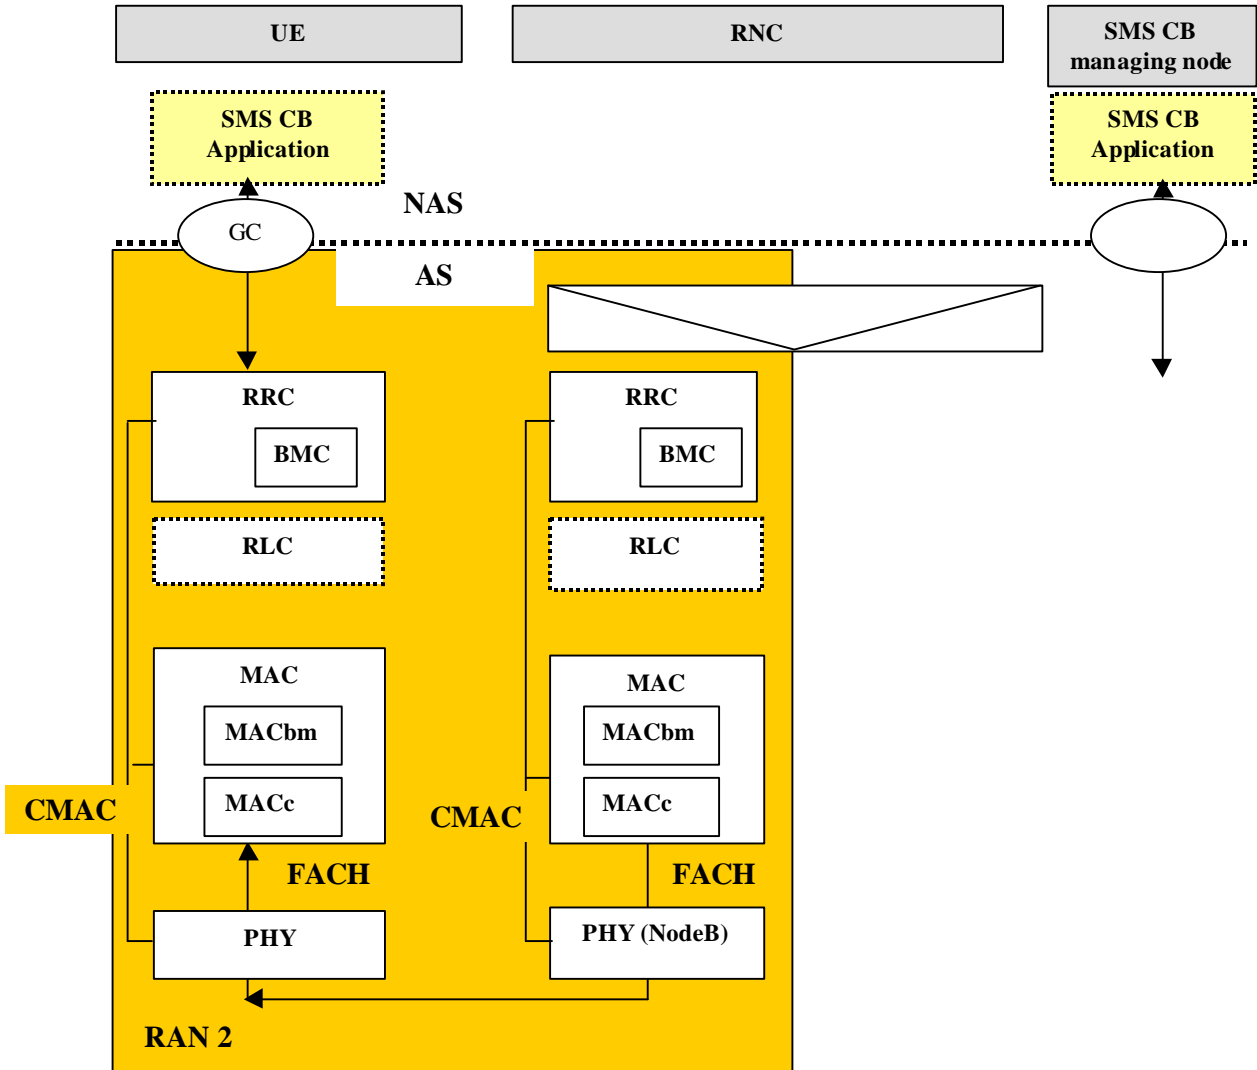 UE
RNC
SMS CB
managing node
SMS CB
Application
SMS CB
Application
NAS
GC
AS
RRC
BMC
RRC
BMC
RLC
RLC
MAC
MACbm
MACc
MAC
MACbm
MACc
CMAC
CMAC
FACH
FACH
PHY
PHY (NodeB)
RAN 2